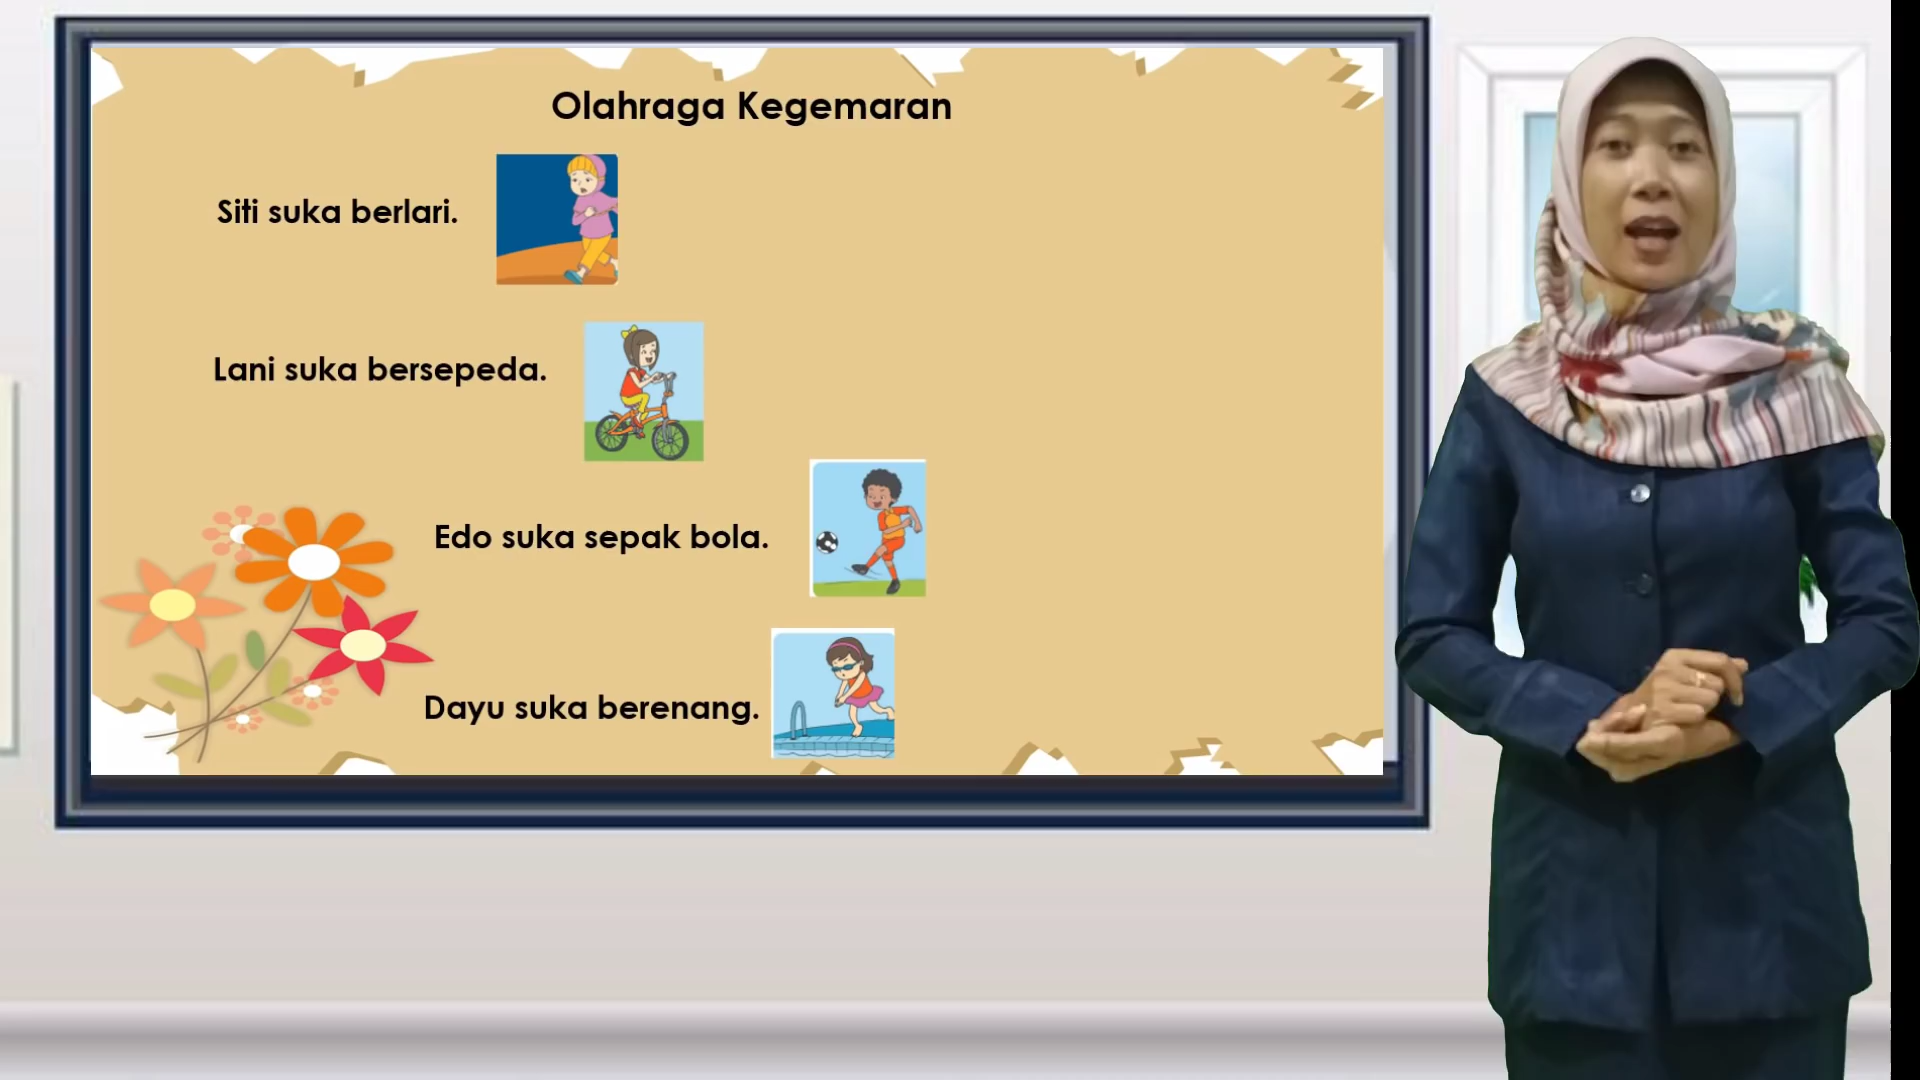 Olahraga Kegemaran
Siti suka berlari.
Lani suka bersepeda.
Edo suka sepak bola.
Dayu suka berenang.